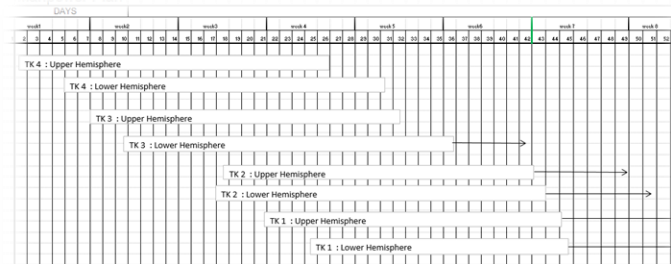 DAYS
week1 week2 week3 week 4 week 5 week6 week 7 week 8
2 3 4 5 6 7 8 9 10 11 12 13 14 15 16 17 18 19 20 21 22 23 24 25 26 27 28 29 30 31 32 33 34 35 36 37 38 39 40 41 42 43 44 45 46 47 48 49 50 51 52
TK 4 : Upper Hemisphere
TK 4 : Lower Hemisphere
TK 3 : Upper Hemisphere
TK 3 : Lower Hemisphere
TK 2 : Upper Hemisphere
TK 2 : Lower Hemisphere
TK 1 : Upper Hemisphere
TK 1 : Lower Hemisphere